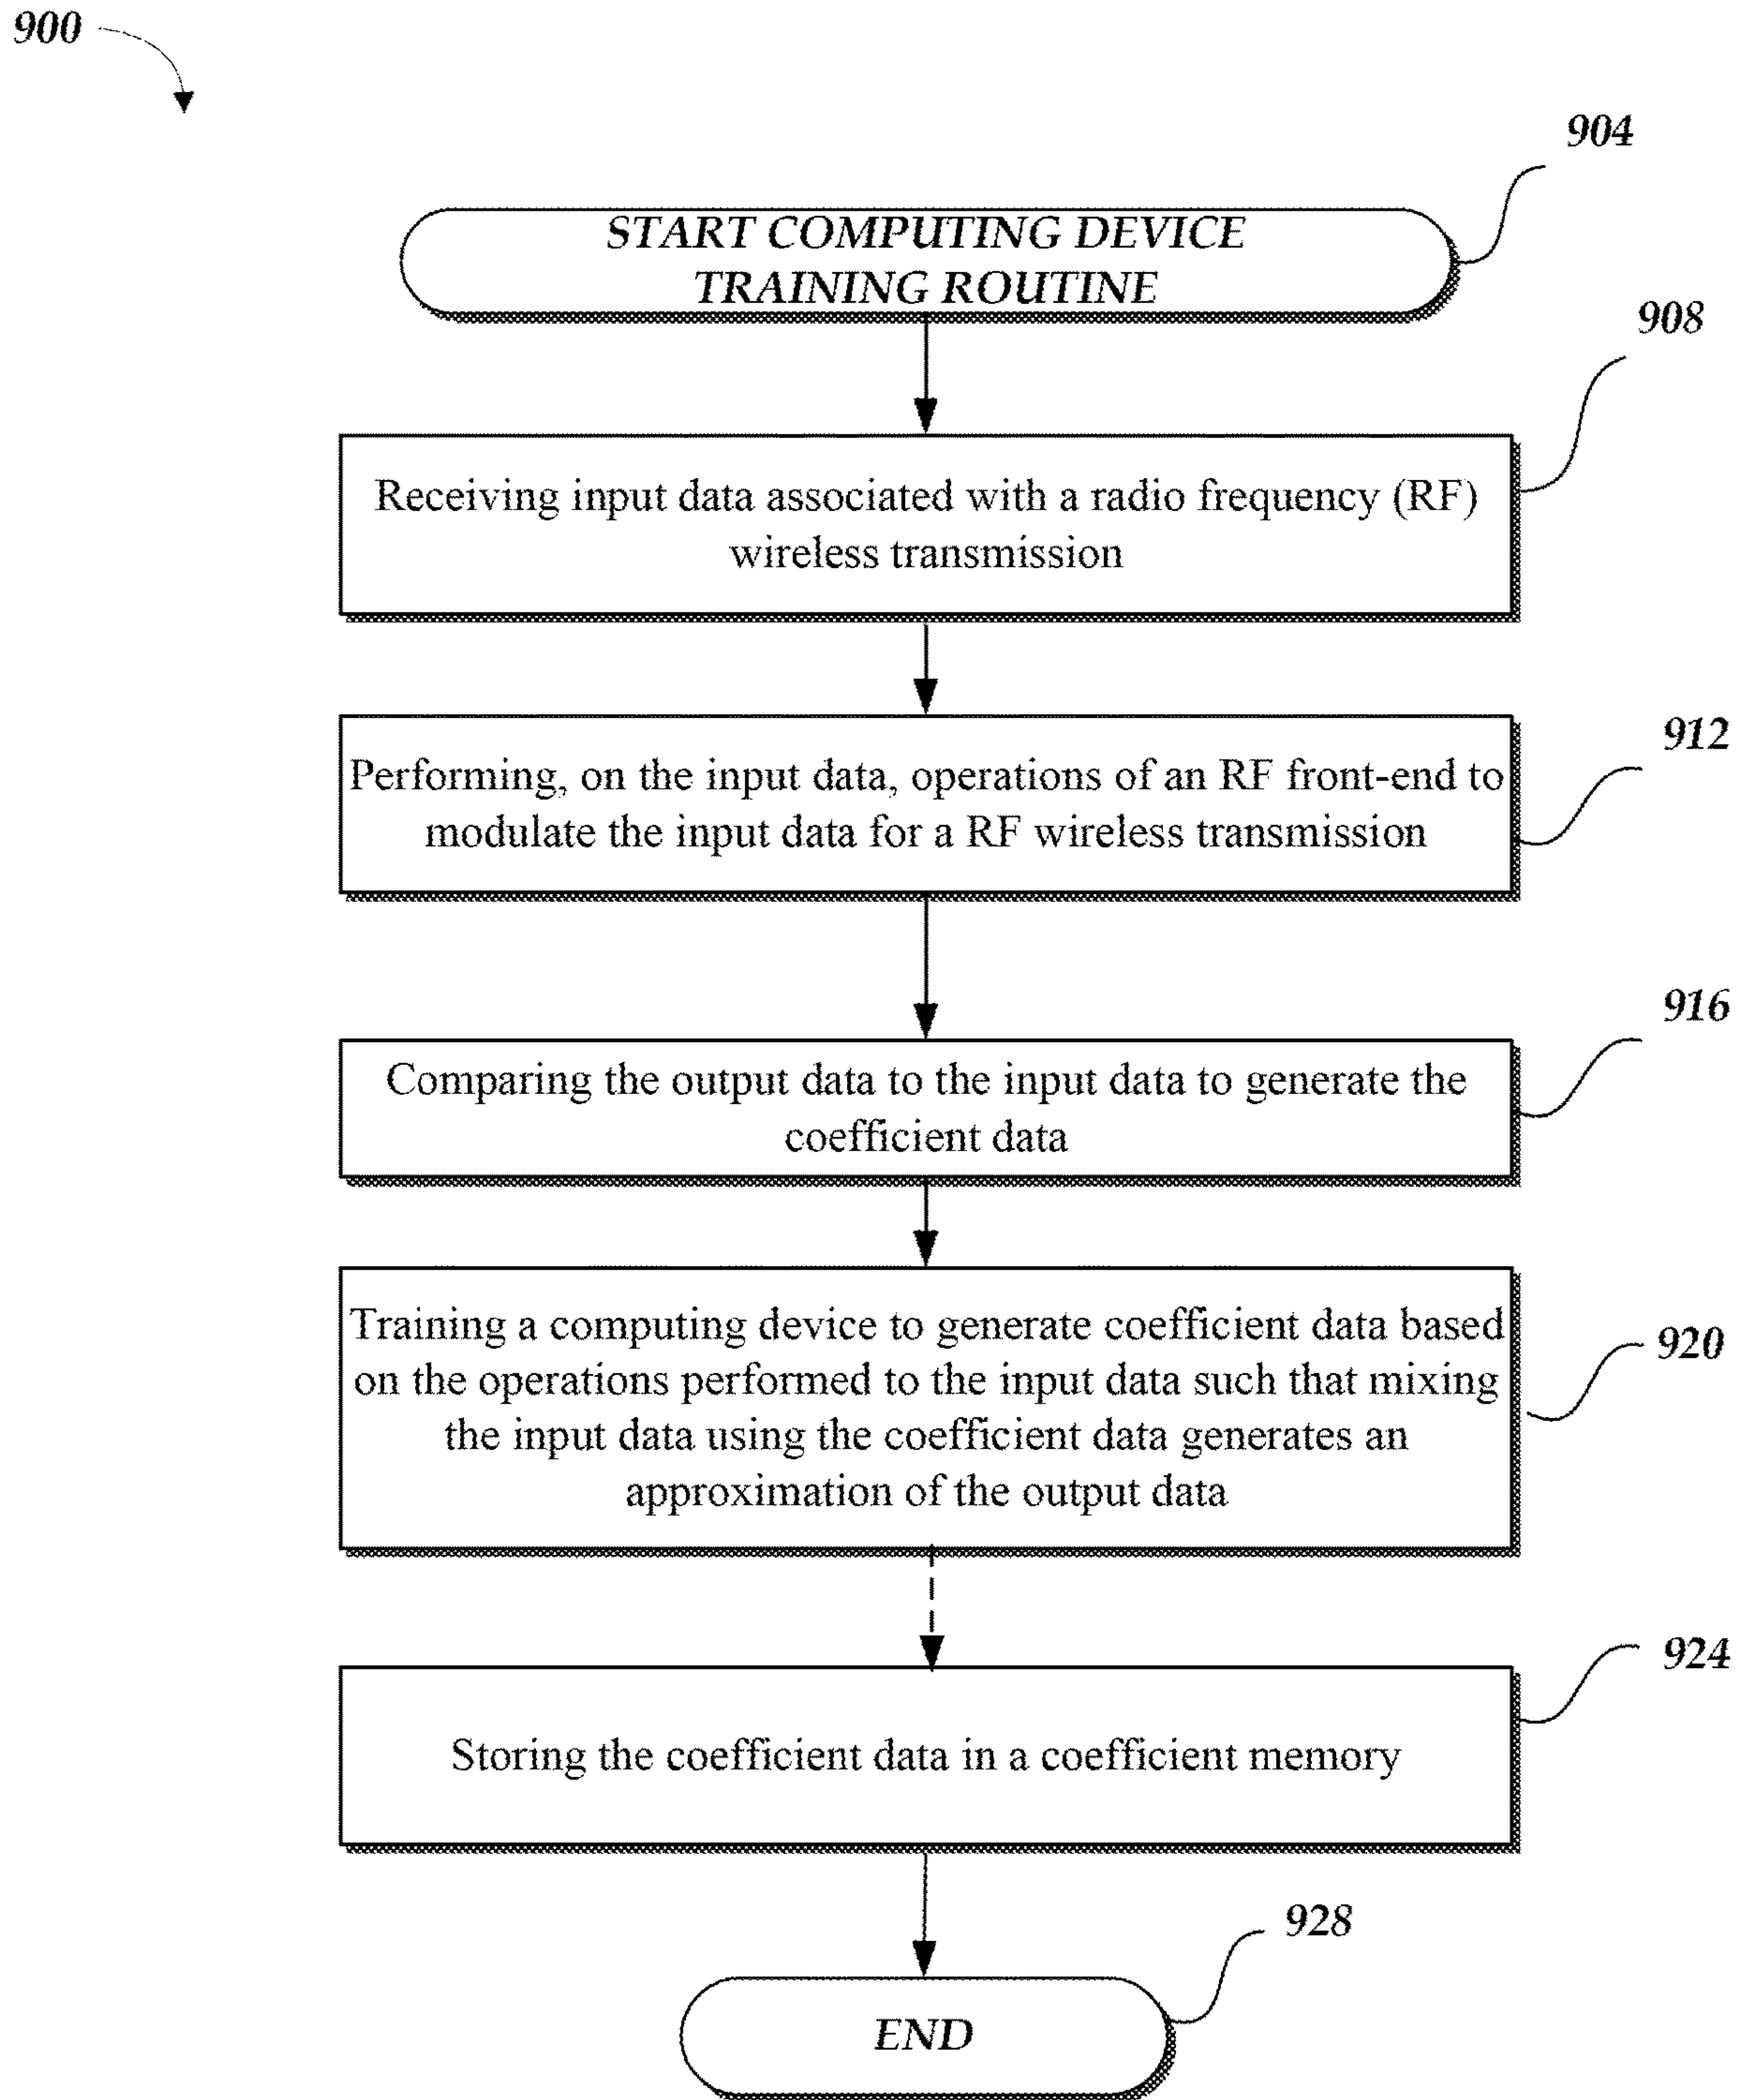 900
904
START COMPUTING DEVICE
TRAINING ROUTINE
908
Receiving input data associated with a radio frequency (RF)
wireless transmission
912
Performing, on the input data, operations of an RF front-end to
modulate the input data for a RF wireless transmission
916
Comparing the output data to the input data to generate the
coefficient data
920
Training a computing device to generate coefficient data based
on the operations performed to the input data such that mixing
the input data using the coefficient data generates an
approximation of the output data
924
Storing the coefficient data in a coefficient memory
928
END